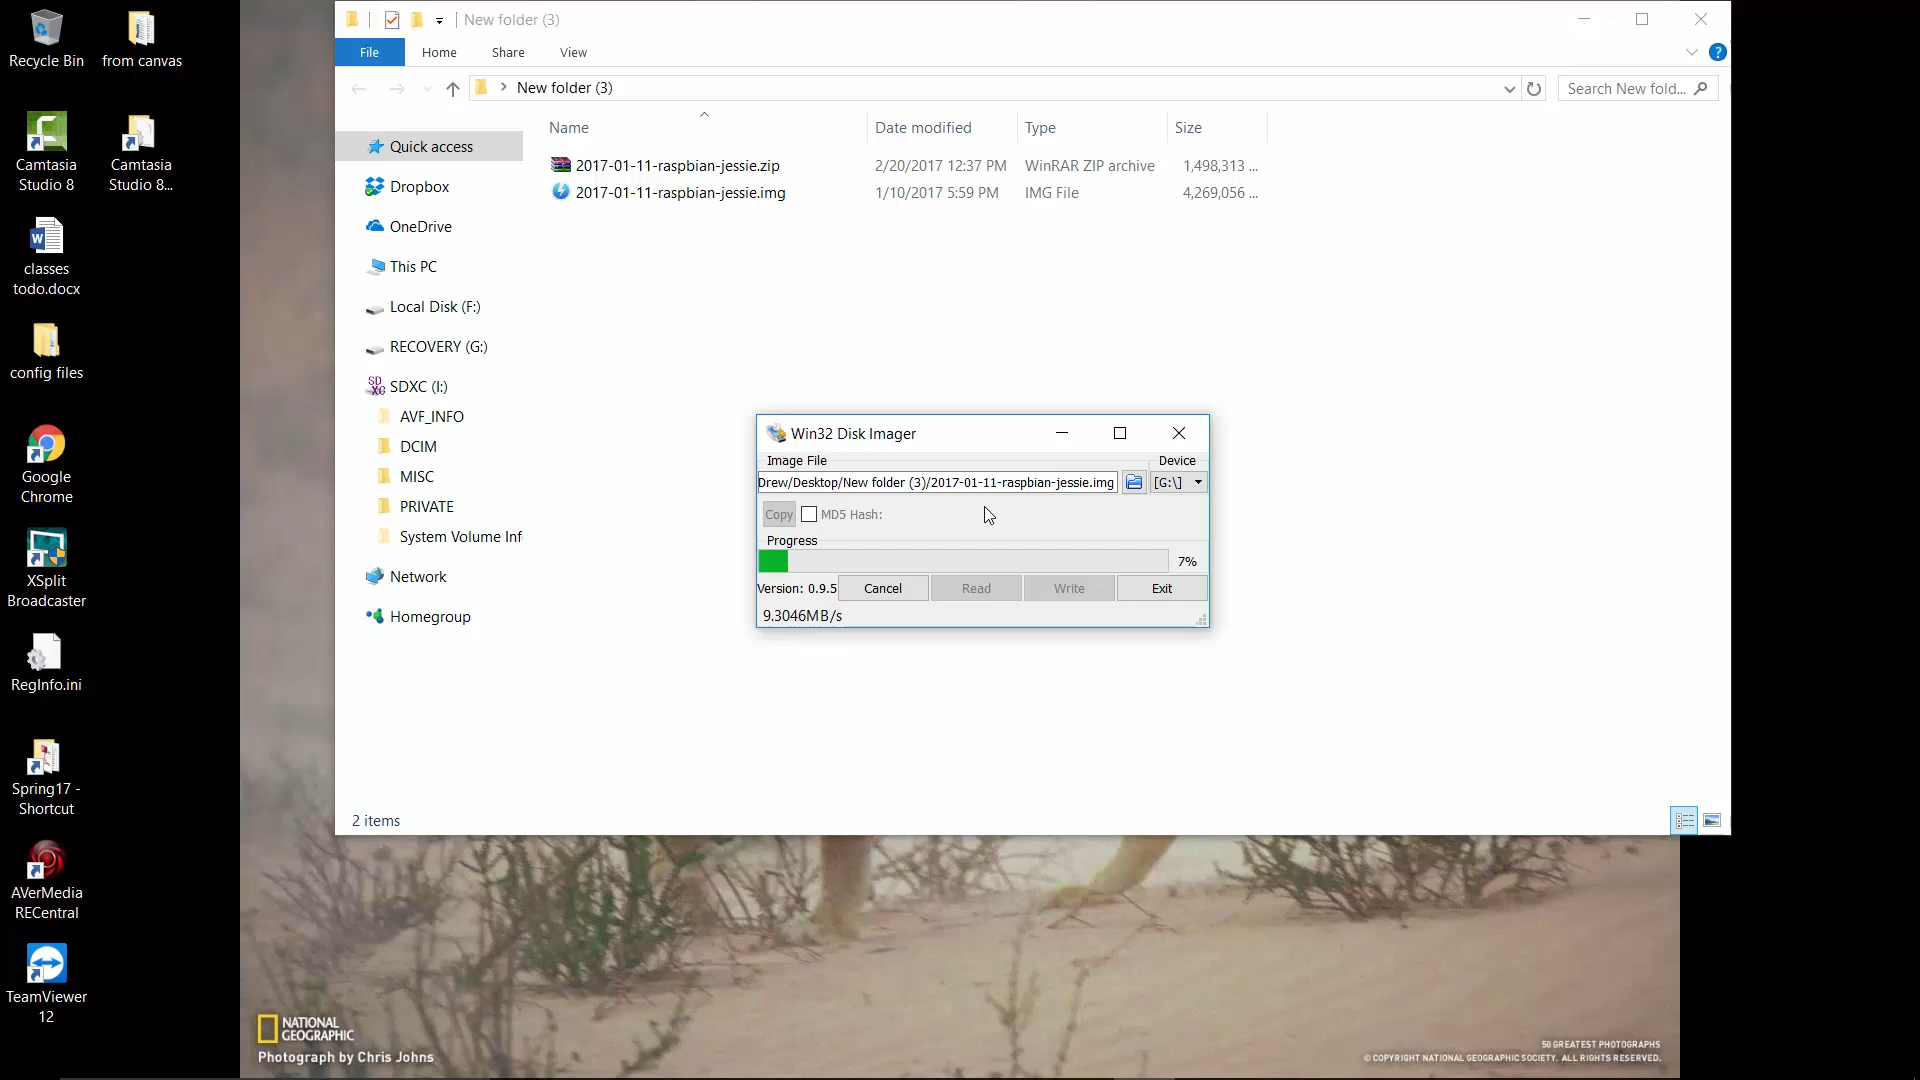 Recycle Bin
from canvas
Camtasia
Studio 8
Camtasia
Studio 8...
classes
todo.docx
config files
Google
Chrome
XSplit
Broadcaster
RegInfo.ini
Spring17 -
Shortcut
AVerMedia
RECentral
TeamViewer
12
New folder (3)
File
Home
Share
View
?
New folder (3)
Search New fold...
Name
Date modified
Type
Size
2017-01-11-raspbian-jessie.zip
2/20/2017 12:37 PM
WinRAR ZIP archive
1,498,313 ...
2017-01-11-raspbian-jessie.img
1/10/2017 5:59 PM
IMG File
4,269,056 ...
Quick access
Dropbox
OneDrive
This PC
Local Disk (F:)
RECOVERY (G:)
SD
XC
SDXC (I:)
AVF_INFO
DCIM
MISC
PRIVATE
System Volume Inf
Network
Homegroup
2 items
Win32 Disk Imager
Image File
Device
Drew/Desktop/New folder (3)/2017-01-11-raspbian-jessie.img
[G:\]
Copy
MD5 Hash:
Progress
7%
Version: 0.9.5
Cancel
Read
Write
Exit
9.3046MB/s
NATIONAL
GEOGRAPHIC
Photograph by Chris Johns
50 GREATEST PHOTOGRAPHS
© COPYRIGHT NATIONAL GEOGRAPHIC SOCIETY. ALL RIGHTS RESERVED.